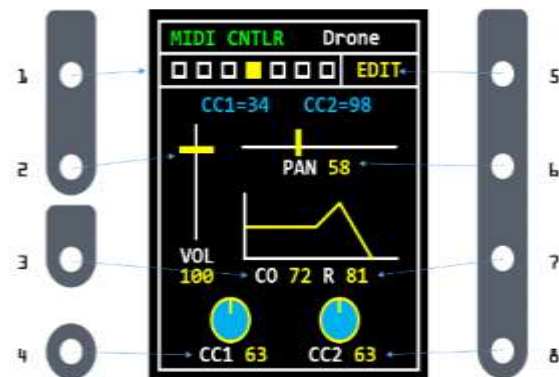 MIDI CNTLR Drone
1 EDIT 5
CC1=34 CC2=98
2 PAN 58 6
VOL
100
3 CO 72 R 81 7
4 CC1 63 CC2 63 8